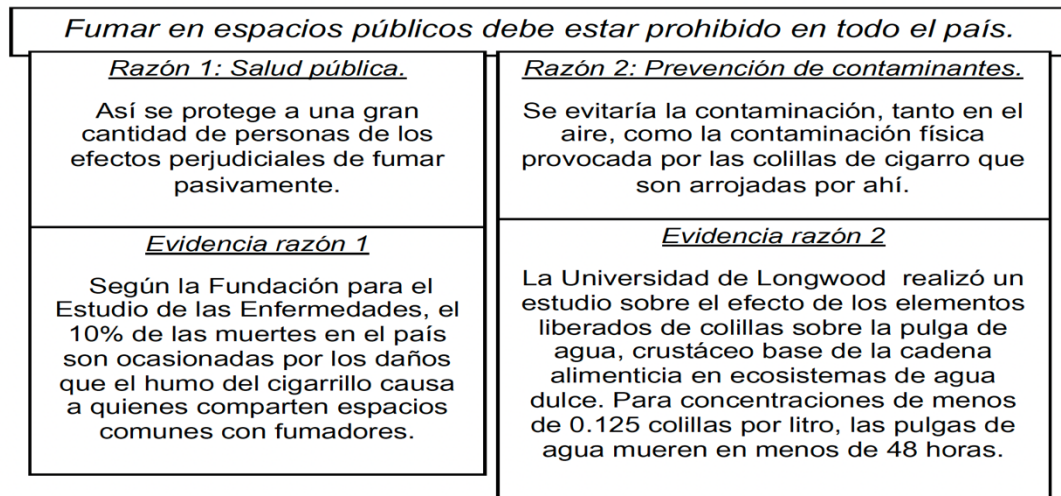 Fumar en espacios públicos debe estar prohibido en todo el país.
Razón 1: Salud pública.
Así se protege a una gran
cantidad de personas de los
efectos perjudiciales de fumar
pasivamente.
Evidencia razón 1
Según la Fundación para el
Estudio de las Enfermedades, el
10% de las muertes en el país
son ocasionadas por los daños
que el humo del cigarrillo causa
a quienes comparten espacios
comunes con fumadores.
Razón 2: Prevención de contaminantes.
Se evitaría la contaminación, tanto en el
aire, como la contaminación física
provocada por las colillas de cigarro que
son arrojadas por ahí.
Evidencia razón 2
La Universidad de Longwood realizó un
estudio sobre el efecto de los elementos
liberados de colillas sobre la pulga de
agua, crustáceo base de la cadena
alimenticia en ecosistemas de agua
dulce. Para concentraciones de menos
de 0.125 colillas por litro, las pulgas de
agua mueren en menos de 48 horas.